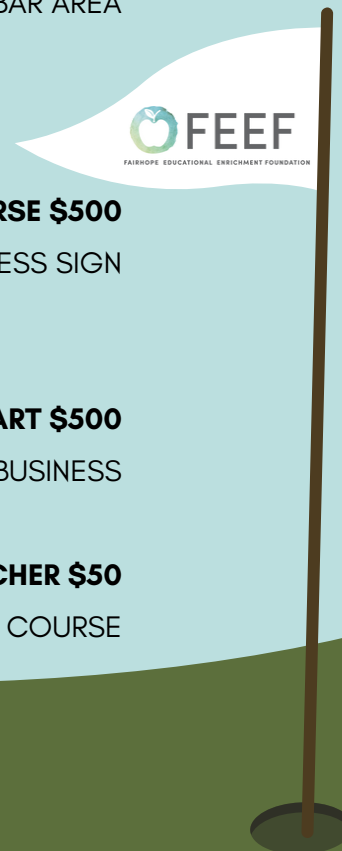 BAR AREA
FEEF
FAIRHOPE EDUCATIONAL ENRICHMENT FOUNDATION
RSE $500
ESS SIGN
ART $500
BUSINESS
CHER $50
COURSE